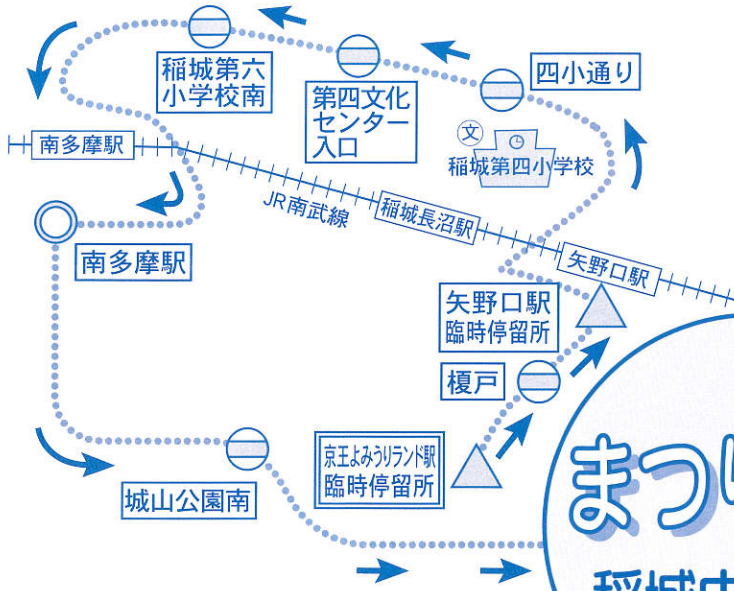 稲城第六
小学校南
第四文化
センター
入口
四小通り
文
稲城第四小学校
南多摩駅
JR南武線
稲城長沼駅
矢野口駅
南多摩駅
矢野口駅
臨時停留所
榎戸
京王よみうりランド駅
臨時停留所
城山公園南
まつり
稲城